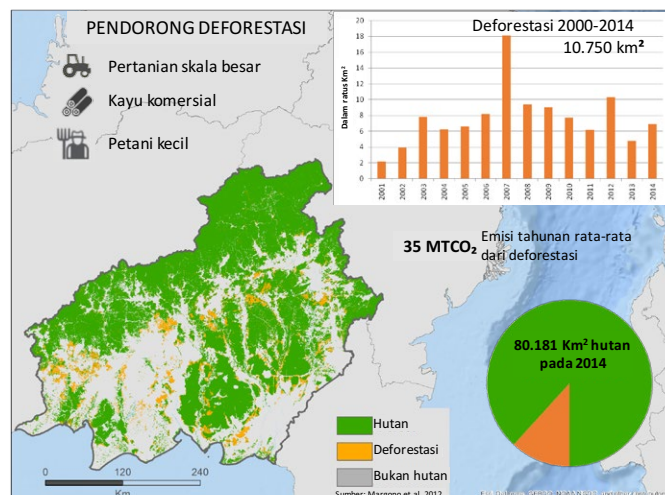 PENDORONG DEFORESTASI
Pertanian skala besar
Kayu komersial
Petani kecil
Deforestasi 2000-2014
10.750 km²
Dalam ratus Km²
20
18
16
14
12
10
8
6
4
2
0
2001 2002 2003 2004 2005 2006 2007 2008 2009 2010 2011 2012 2013 2014
35 MTCO₂ Emisi tahunan rata-rata
dari deforestasi
80.181 Km² hutan
pada 2014
Hutan
Deforestasi
Bukan hutan
0 60 120 240
Km
Sumber: Margono et al. 2012